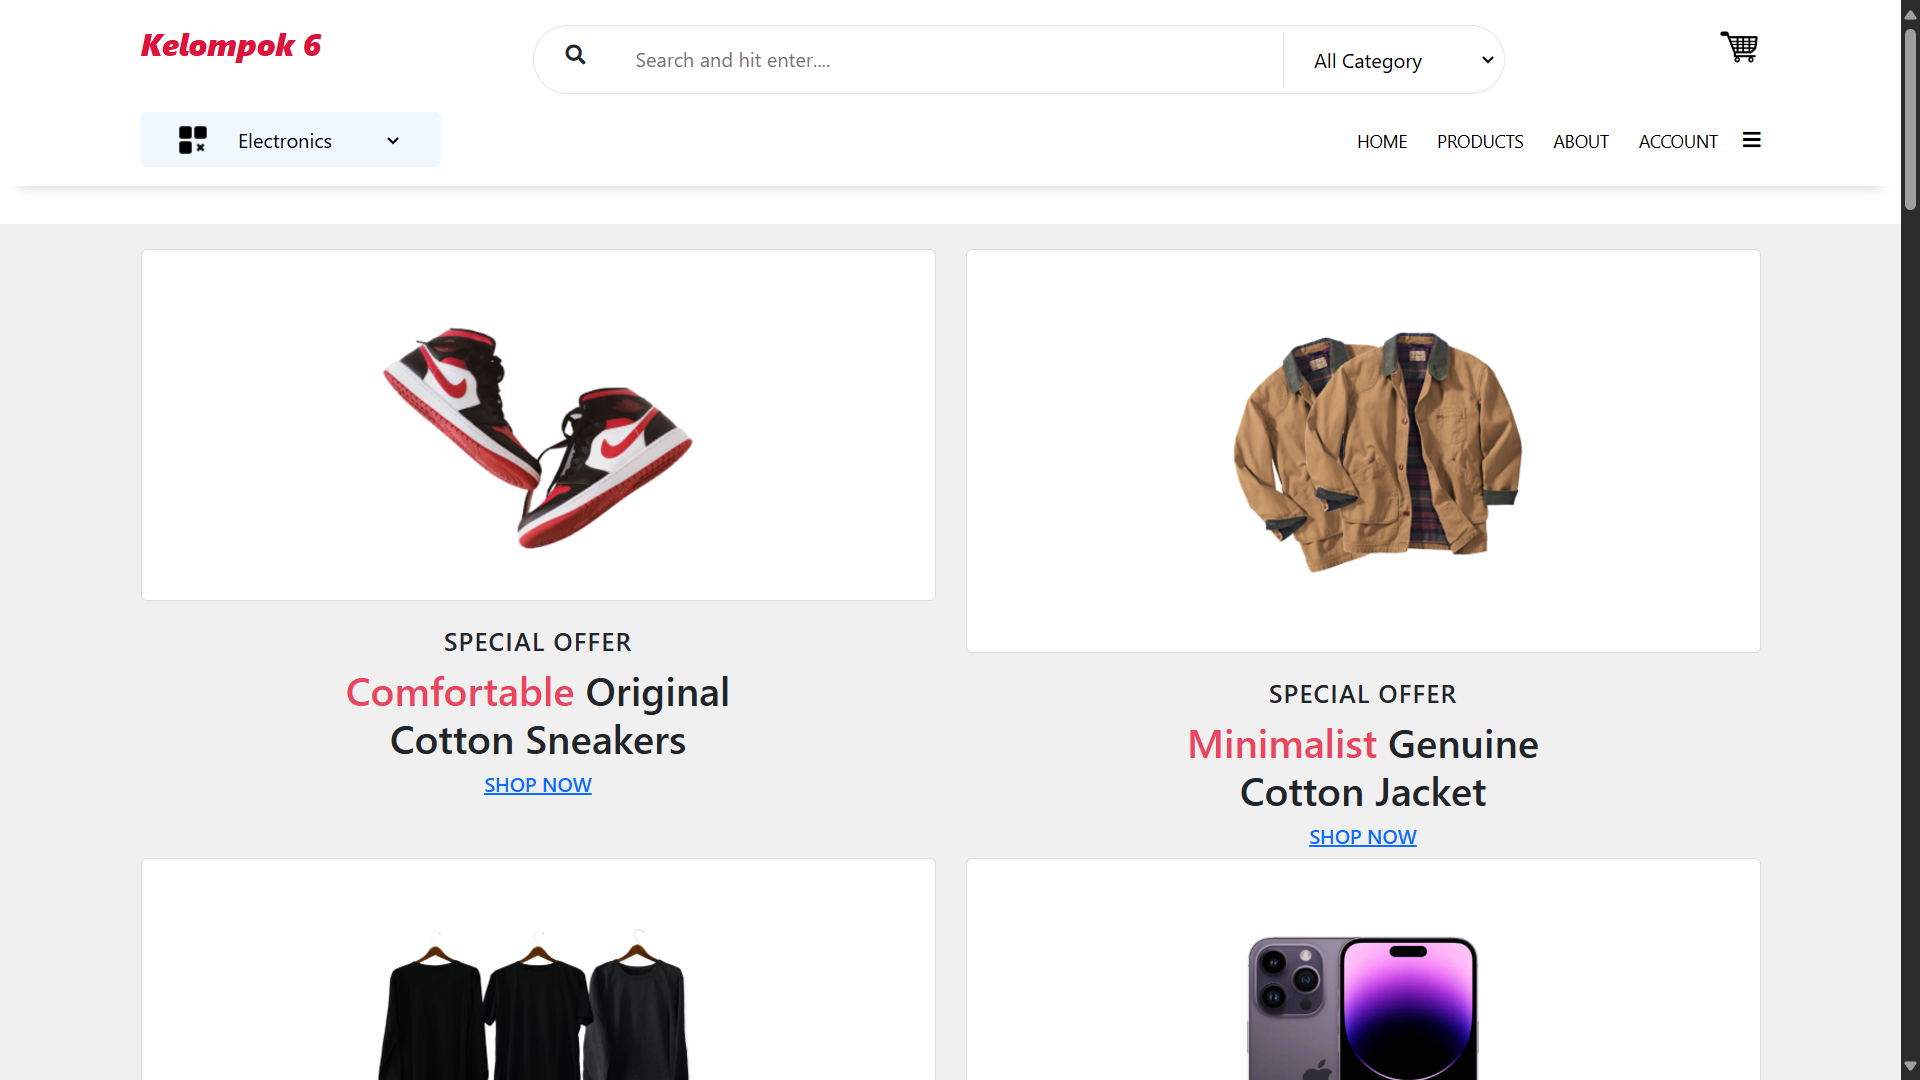 Kelompok 6
Search and hit enter....
All Category
Electronics
HOME
PRODUCTS
ABOUT
ACCOUNT
SPECIAL OFFER
Comfortable Original
Cotton Sneakers
SHOP NOW
SPECIAL OFFER
Minimalist Genuine
Cotton Jacket
SHOP NOW